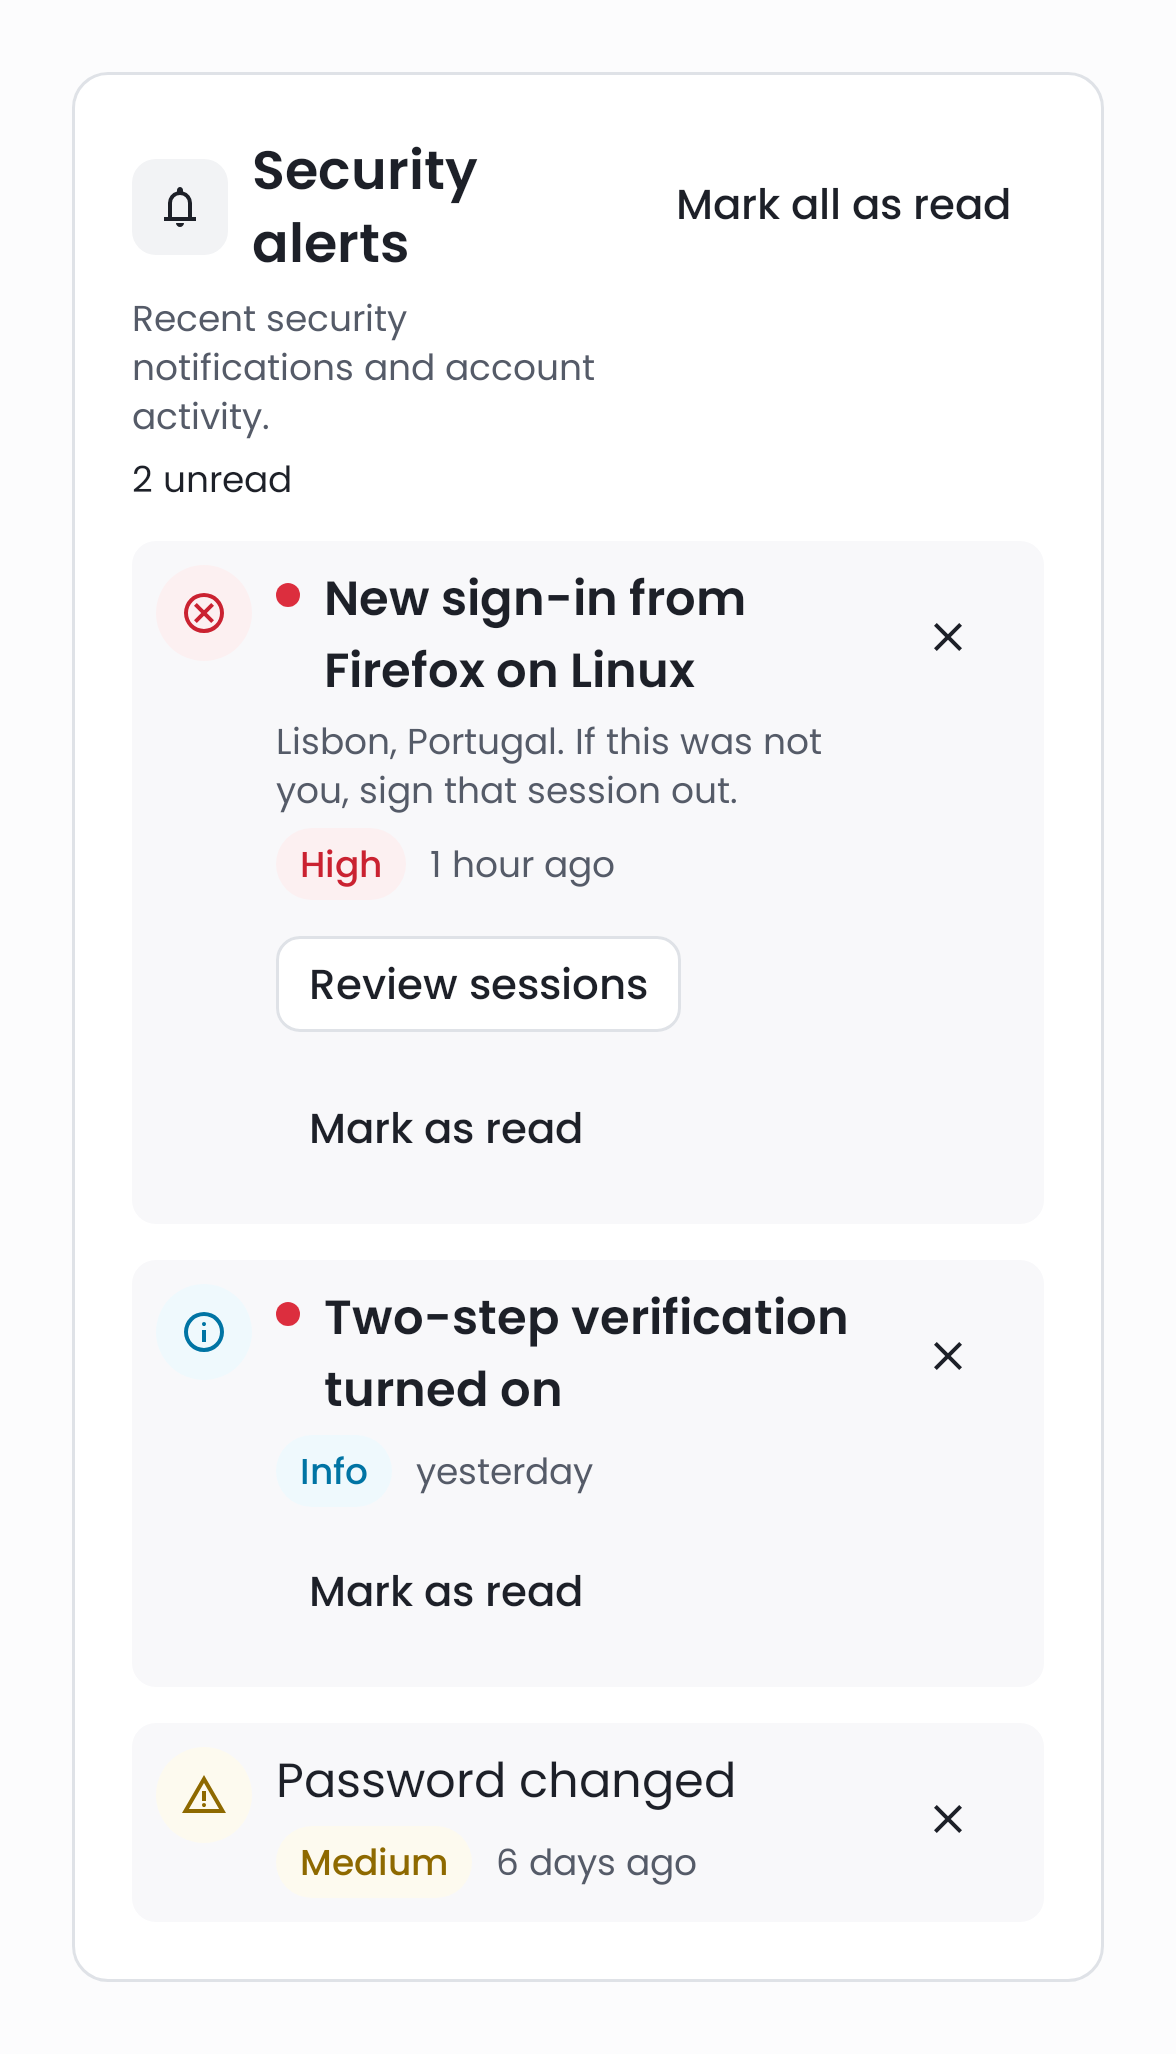 Security
alerts
Mark all as read
Recent security
notifications and account
activity.
2 unread
New sign-in from
Firefox on Linux
Lisbon, Portugal. If this was not
you, sign that session out.
High 1 hour ago
Review sessions
Mark as read
Two-step verification
turned on
Info yesterday
Mark as read
Password changed
Medium 6 days ago